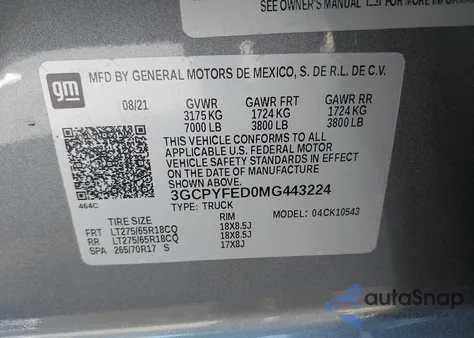 SEE OWNER'S MANUAL
FOR MORE
gm
MFD BY GENERAL MOTORS DE MEXICO, S. DE R.L. DE C.V.
08/21 GVWR GAWR FRT GAWR RR
3175 KG 1724 KG 1724 KG
7000 LB 3800 LB 3800 LB
THIS VEHICLE CONFORMS TO ALL
APPLICABLE U.S. FEDERAL MOTOR
VEHICLE SAFETY STANDARDS IN EFFECT
ON THE DATE OF MANUFACTURE SHOWN ABOVE.
3GCPYFED0MG443224
464C TYPE: TRUCK MODEL: 04CK10543
TIRE SIZE RIM
FRT LT275/65R18CQ 18X8.5J
RR LT275/65R18CQ 18X8.5J
SPA 265/70R17 S 17X8J
autoSnap